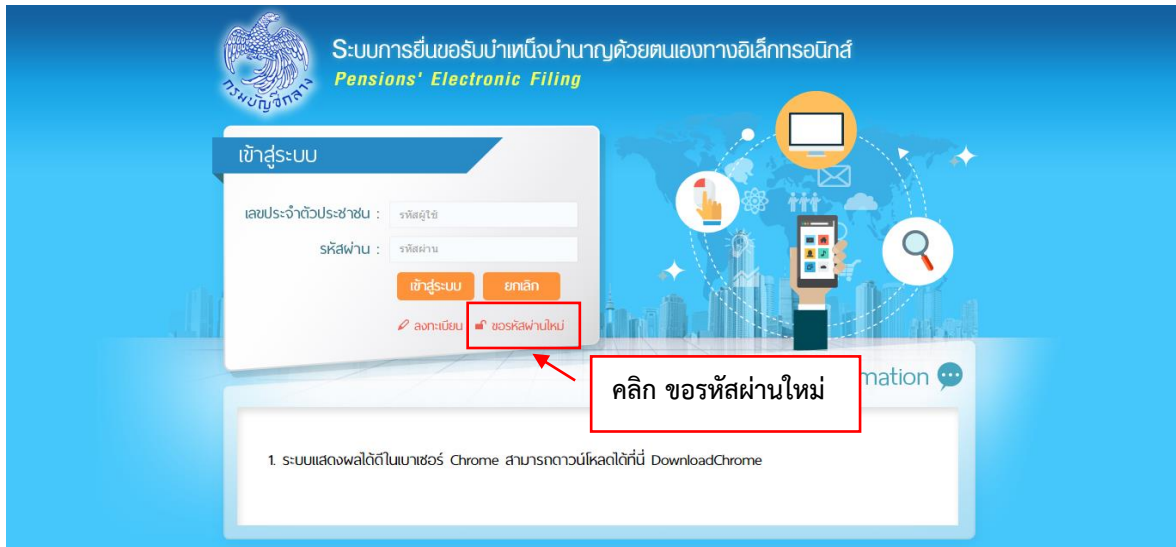 ระบบการยื่นขอรับบำเหน็จบำนาญด้วยตนเองทางอิเล็กทรอนิกส์
Pensions' Electronic Filing
กรมบัญชีกลาง
เข้าสู่ระบบ
เลขประจำตัวประชาชน : รหัสผู้ใช้
รหัสผ่าน : รหัสผ่าน
เข้าสู่ระบบ ยกเลิก
ลงทะเบียน ขอรหัสผ่านใหม่
คลิก ขอรหัสผ่านใหม่
mation
1. ระบบแสดงผลได้ดีในเบาเซอร์ Chrome สามารถดาวน์โหลดได้ที่นี่ DownloadChrome